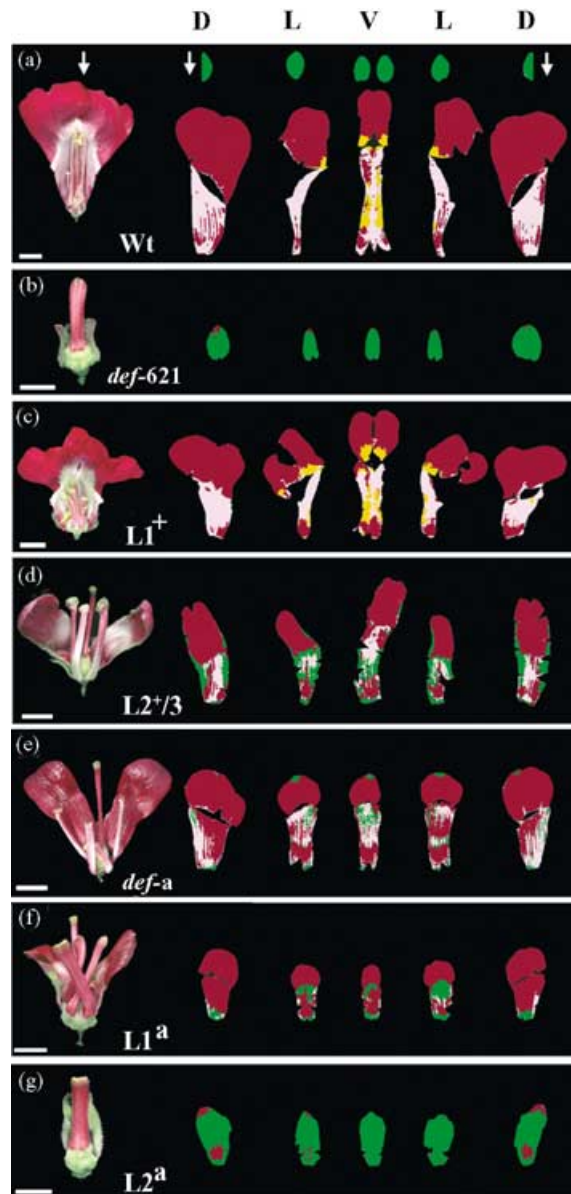 D L V L D
(a)
Wt
(b)
def-621
(c)
L1+
(d)
L2+/3
(e)
def-a
(f)
L1a
(g)
L2a